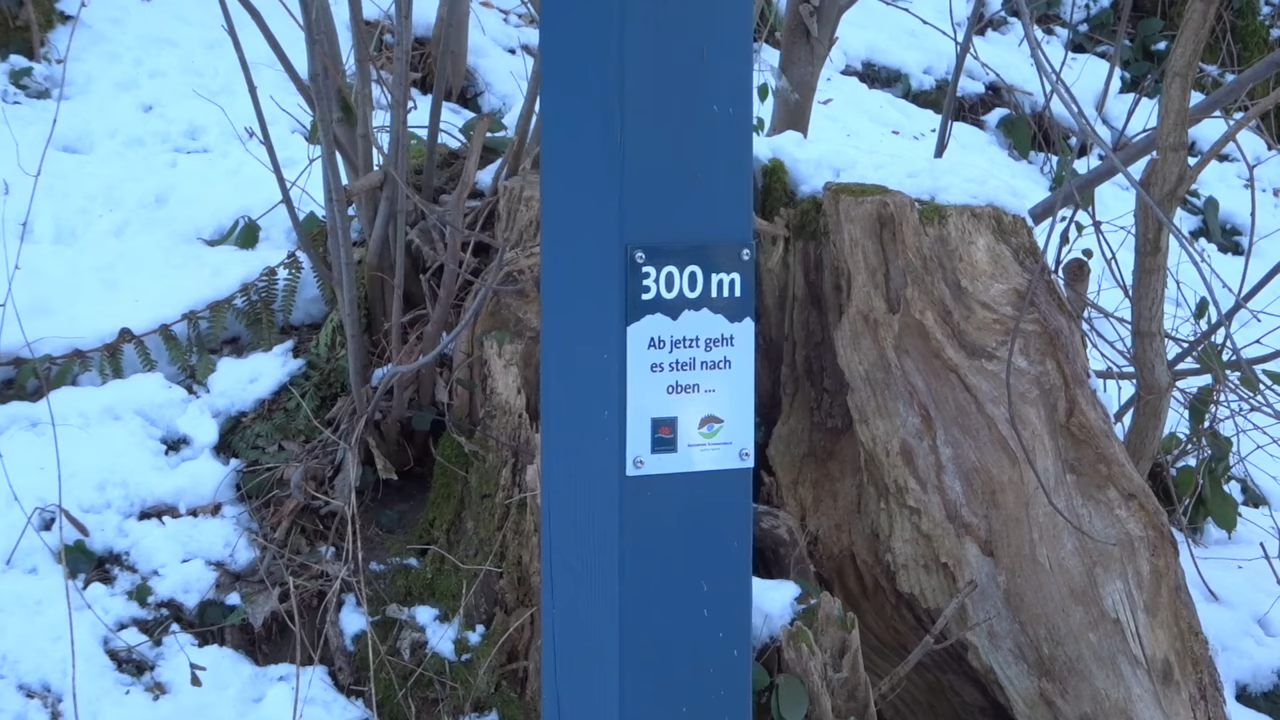 300 m
Ab jetzt geht
es steil nach
oben ...